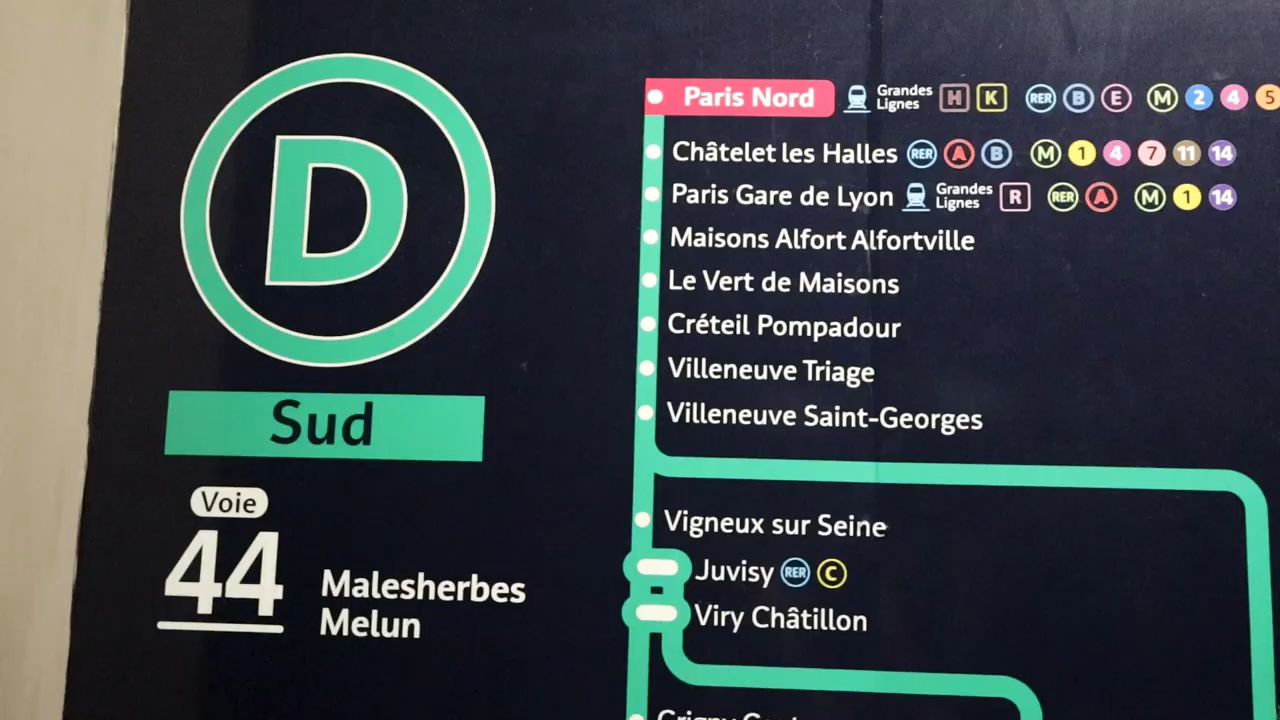 D
Sud
Voie
44
Malesherbes
Melun
Paris Nord Grandes Lignes H K RER B E M 2 4 5
Châtelet les Halles RER A B M 1 4 7 11 14
Paris Gare de Lyon Grandes Lignes R RER A M 1 14
Maisons Alfort Alfortville
Le Vert de Maisons
Créteil Pompadour
Villeneuve Triage
Villeneuve Saint-Georges
Vigneux sur Seine
Juvisy RER C
Viry Châtillon